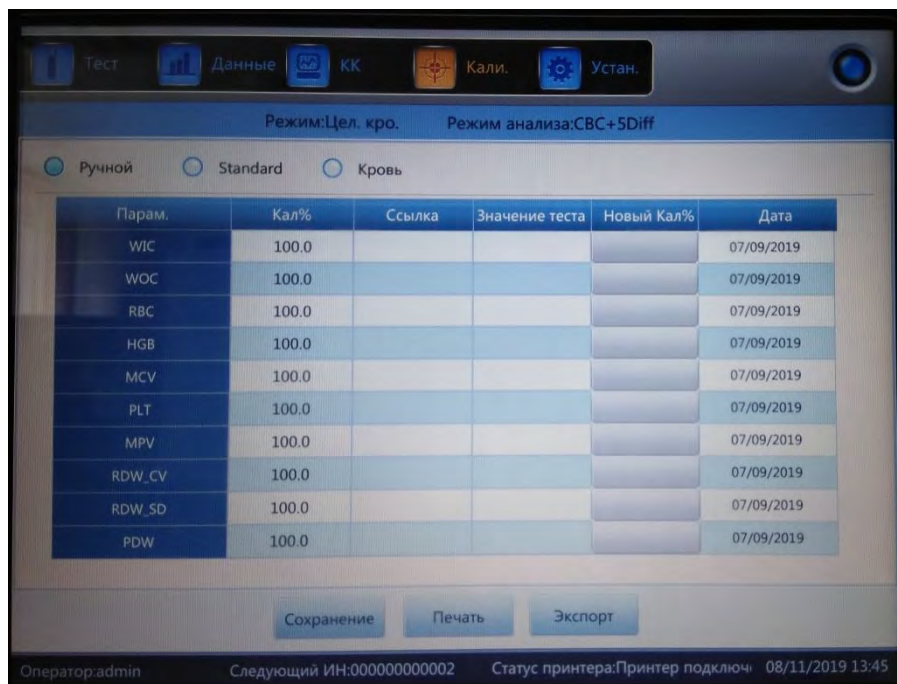 Тест Данные КК Кали. Устан.
Режим:Цел. кро. Режим анализа:CBC+5Diff
Ручной Standard Кровь
Парам. Кал% Ссылка Значение теста Новый Кал% Дата
WIC 100.0 07/09/2019
WOC 100.0 07/09/2019
RBC 100.0 07/09/2019
HGB 100.0 07/09/2019
MCV 100.0 07/09/2019
PLT 100.0 07/09/2019
MPV 100.0 07/09/2019
RDW_CV 100.0 07/09/2019
RDW_SD 100.0 07/09/2019
PDW 100.0 07/09/2019
Сохранение Печать Экспорт
Оператор:admin Следующий ИН:000000000002 Статус принтера:Принтер подключ 08/11/2019 13:45